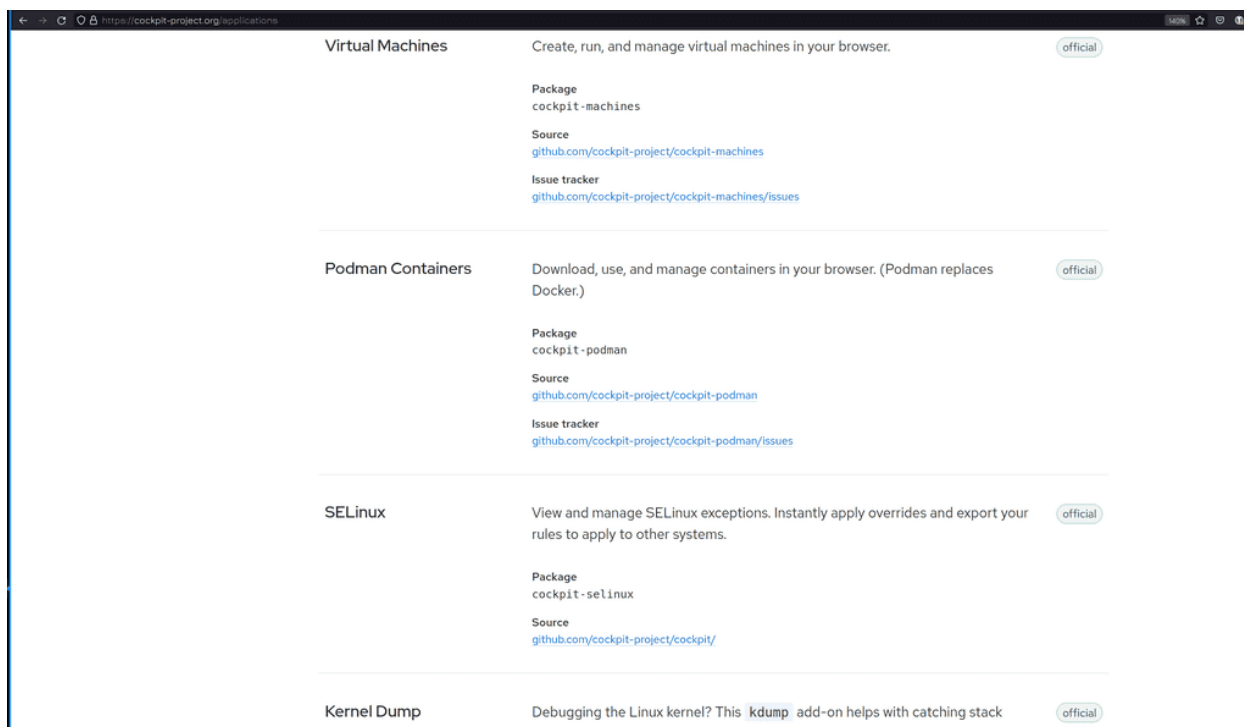 https://cockpit-project.org/applications
140%
Virtual Machines
Create, run, and manage virtual machines in your browser.
official
Package
cockpit-machines
Source
github.com/cockpit-project/cockpit-machines
Issue tracker
github.com/cockpit-project/cockpit-machines/issues
Podman Containers
Download, use, and manage containers in your browser. (Podman replaces
Docker.)
official
Package
cockpit-podman
Source
github.com/cockpit-project/cockpit-podman
Issue tracker
github.com/cockpit-project/cockpit-podman/issues
SELinux
View and manage SELinux exceptions. Instantly apply overrides and export your
rules to apply to other systems.
official
Package
cockpit-selinux
Source
github.com/cockpit-project/cockpit/
Kernel Dump
Debugging the Linux kernel? This kdump add-on helps with catching stack
official